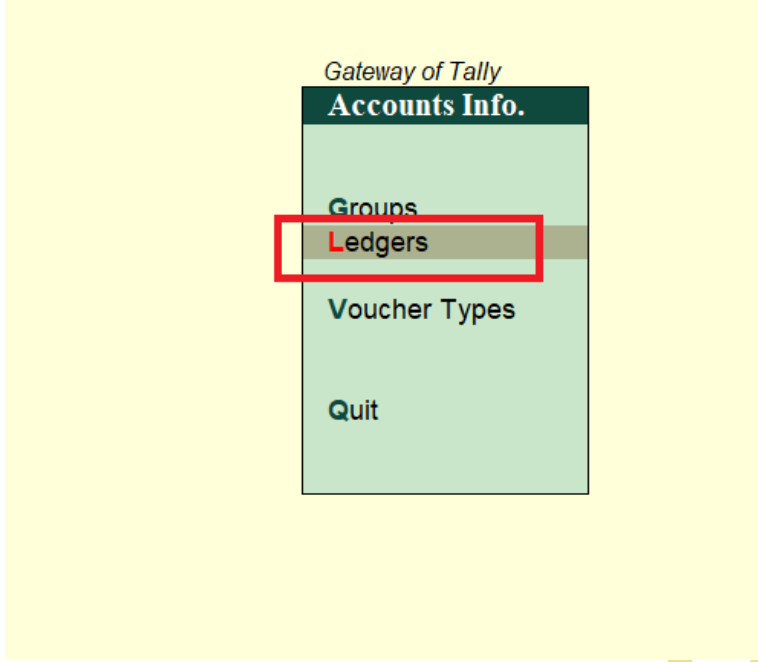 Gateway of Tally
Accounts Info.
Groups
Ledgers
Voucher Types
Quit